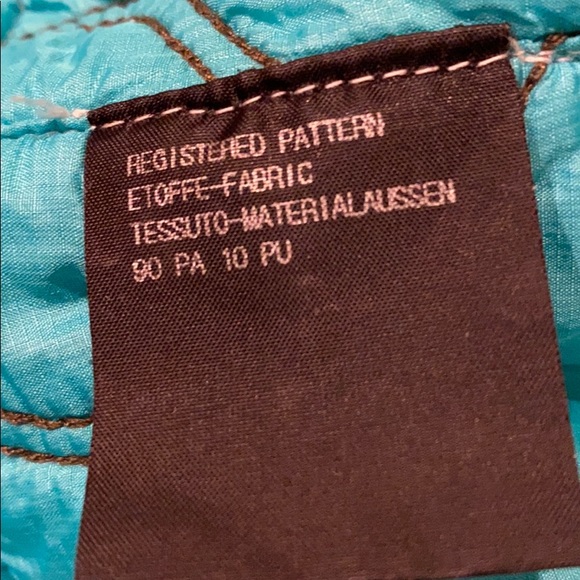 REGISTERED PATTERN
ETOFFE-FABRIC
TESSUTO-MATERIALAUSSEN
90 PA 10 PU